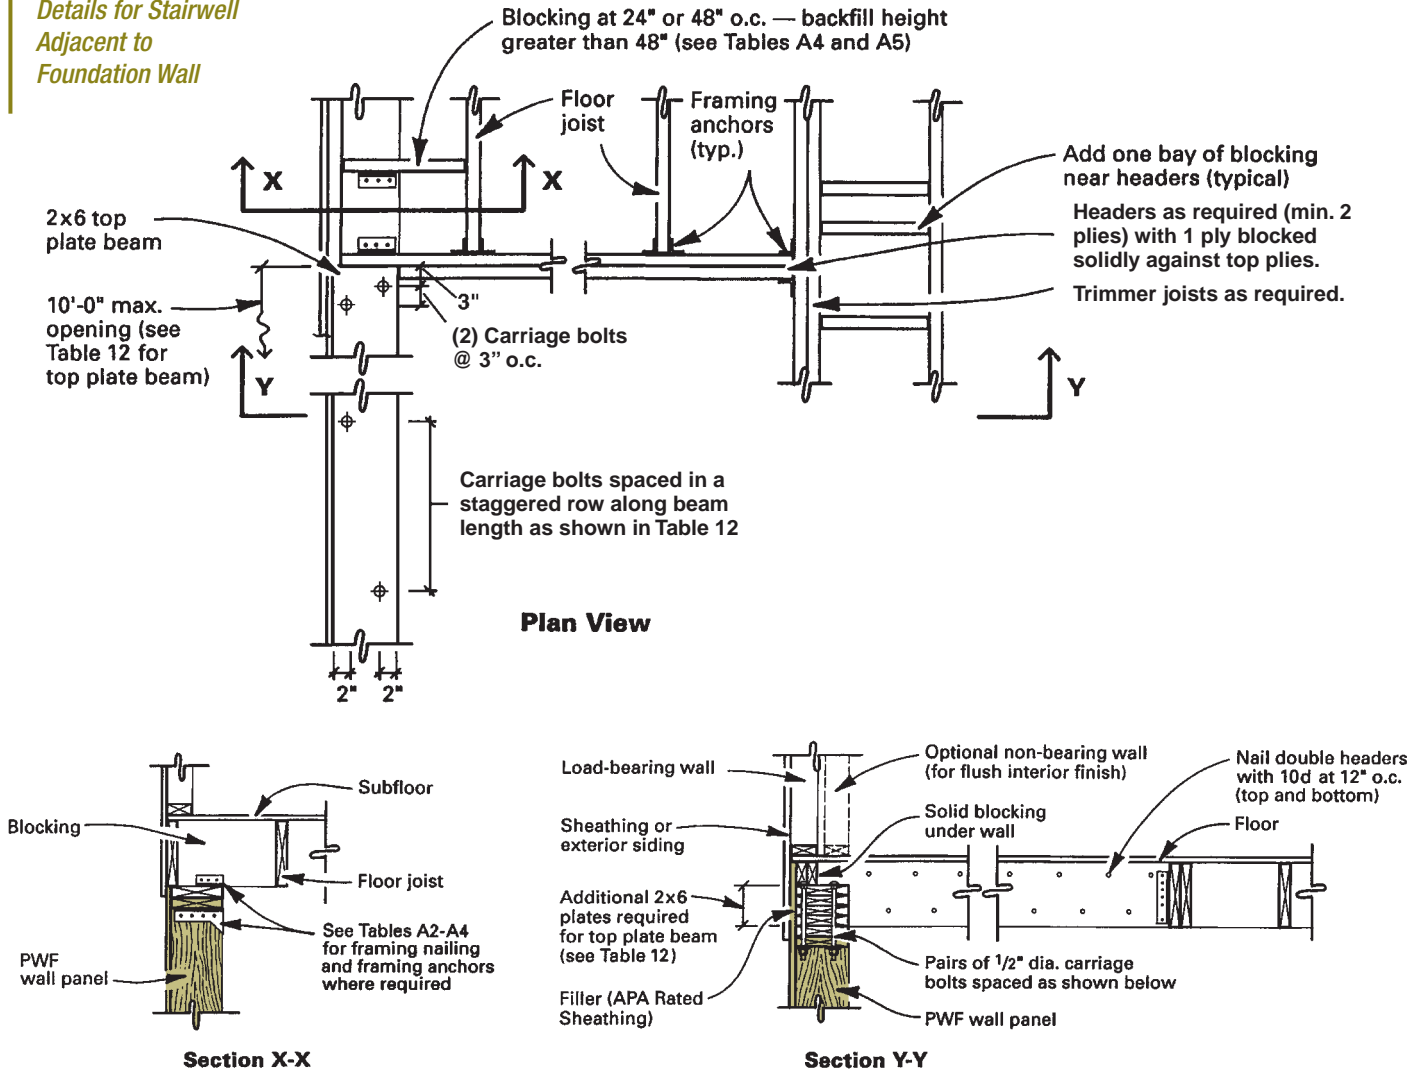 Details for Stairwell
Adjacent to
Foundation Wall
Blocking at 24" or 48" o.c. — backfill height
greater than 48" (see Tables A4 and A5)
Floor
joist
Framing
anchors
(typ.)
Add one bay of blocking
near headers (typical)
X
X
2x6 top
plate beam
Headers as required (min. 2
plies) with 1 ply blocked
solidly against top plies.
Trimmer joists as required.
3"
10'-0" max.
opening (see
Table 12 for
top plate beam)
(2) Carriage bolts
@ 3” o.c.
Y
Y
Carriage bolts spaced in a
staggered row along beam
length as shown in Table 12
Plan View
2"
2"
Subfloor
Blocking
Floor joist
See Tables A2-A4
for framing nailing
and framing anchors
where required
PWF
wall panel
Section X-X
Load-bearing wall
Optional non-bearing wall
(for flush interior finish)
Nail double headers
with 10d at 12" o.c.
(top and bottom)
Sheathing or
exterior siding
Solid blocking
under wall
Floor
Additional 2x6
plates required
for top plate beam
(see Table 12)
Pairs of 1/2" dia. carriage
bolts spaced as shown below
Filler (APA Rated
Sheathing)
PWF wall panel
Section Y-Y